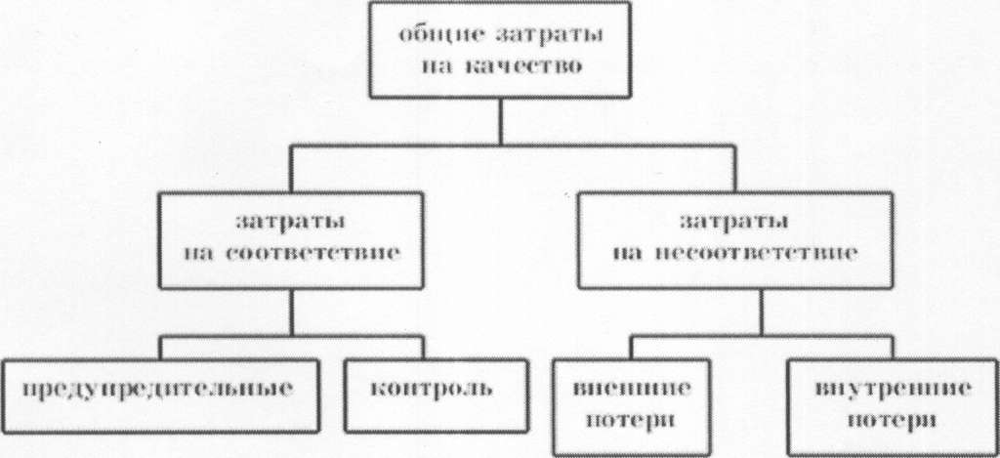 общие затраты
на качество
затраты
на соответствие
затраты
на несоответствие
предупредительные
контроль
внешние
потери
внутренние
потери